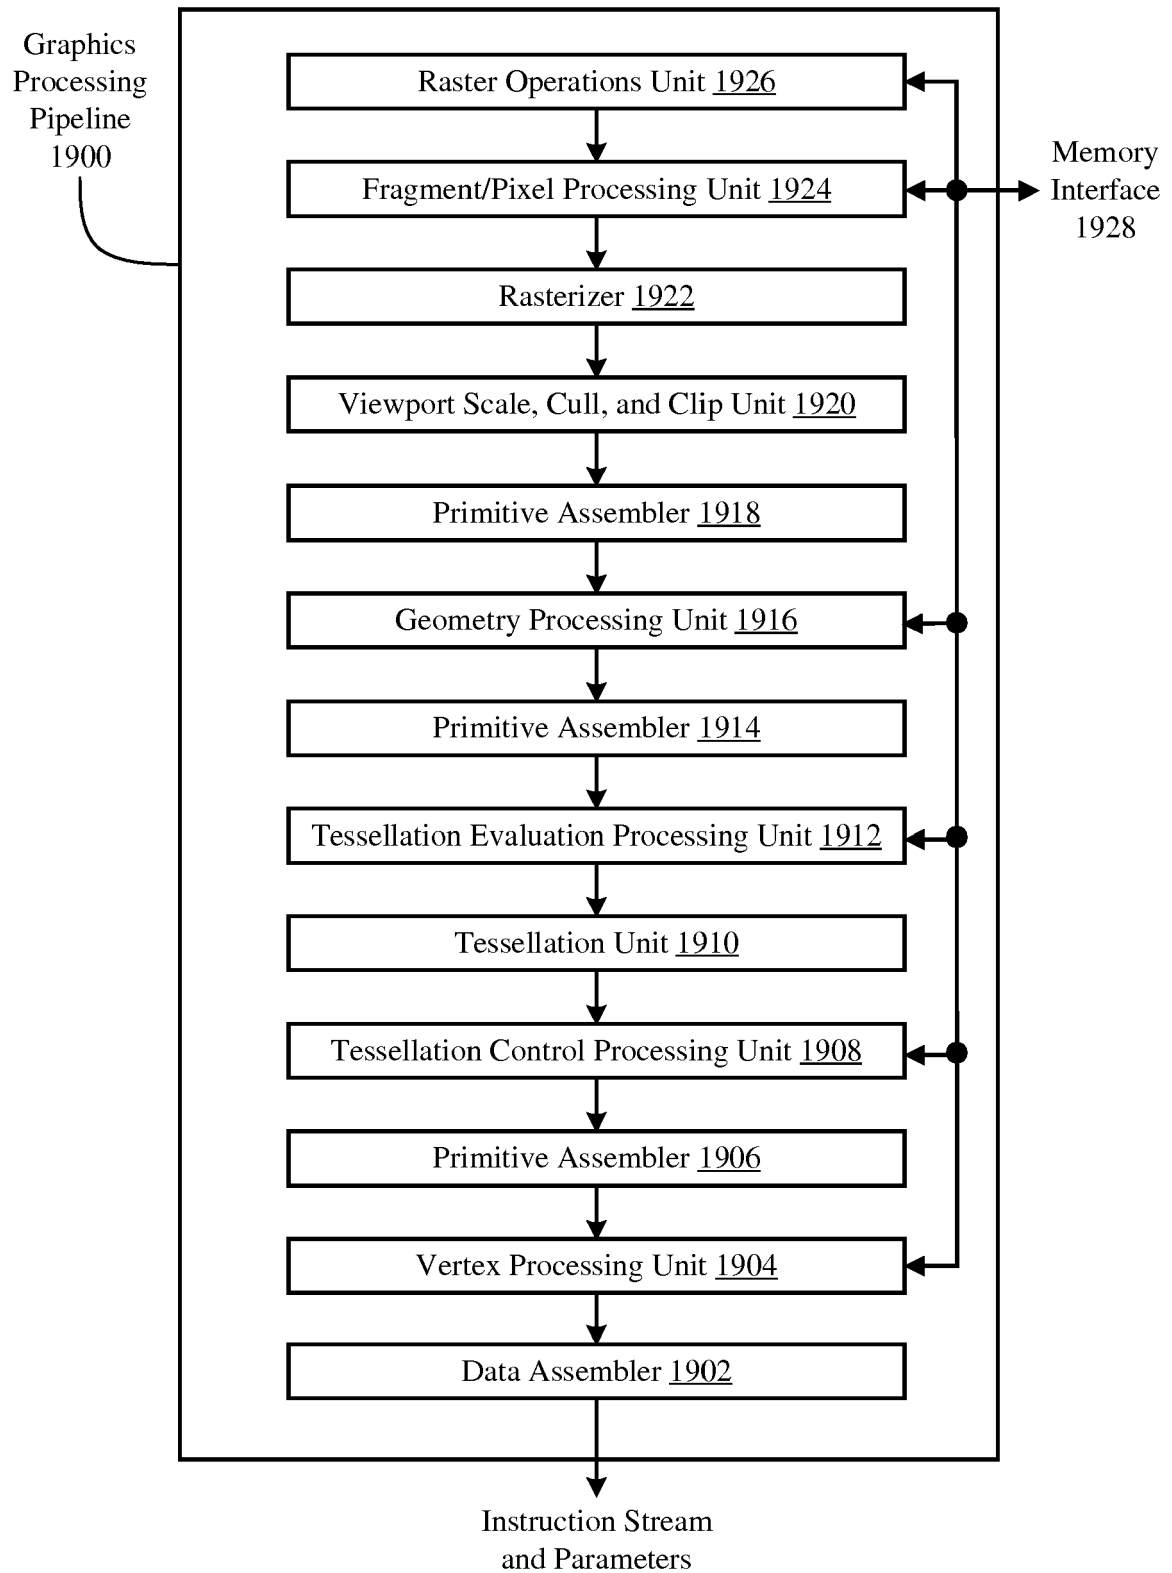 Graphics
Processing
Pipeline
1900
Raster Operations Unit 1926
Fragment/Pixel Processing Unit 1924
Memory
Interface
1928
Rasterizer 1922
Viewport Scale, Cull, and Clip Unit 1920
Primitive Assembler 1918
Geometry Processing Unit 1916
Primitive Assembler 1914
Tessellation Evaluation Processing Unit 1912
Tessellation Unit 1910
Tessellation Control Processing Unit 1908
Primitive Assembler 1906
Vertex Processing Unit 1904
Data Assembler 1902
Instruction Stream
and Parameters